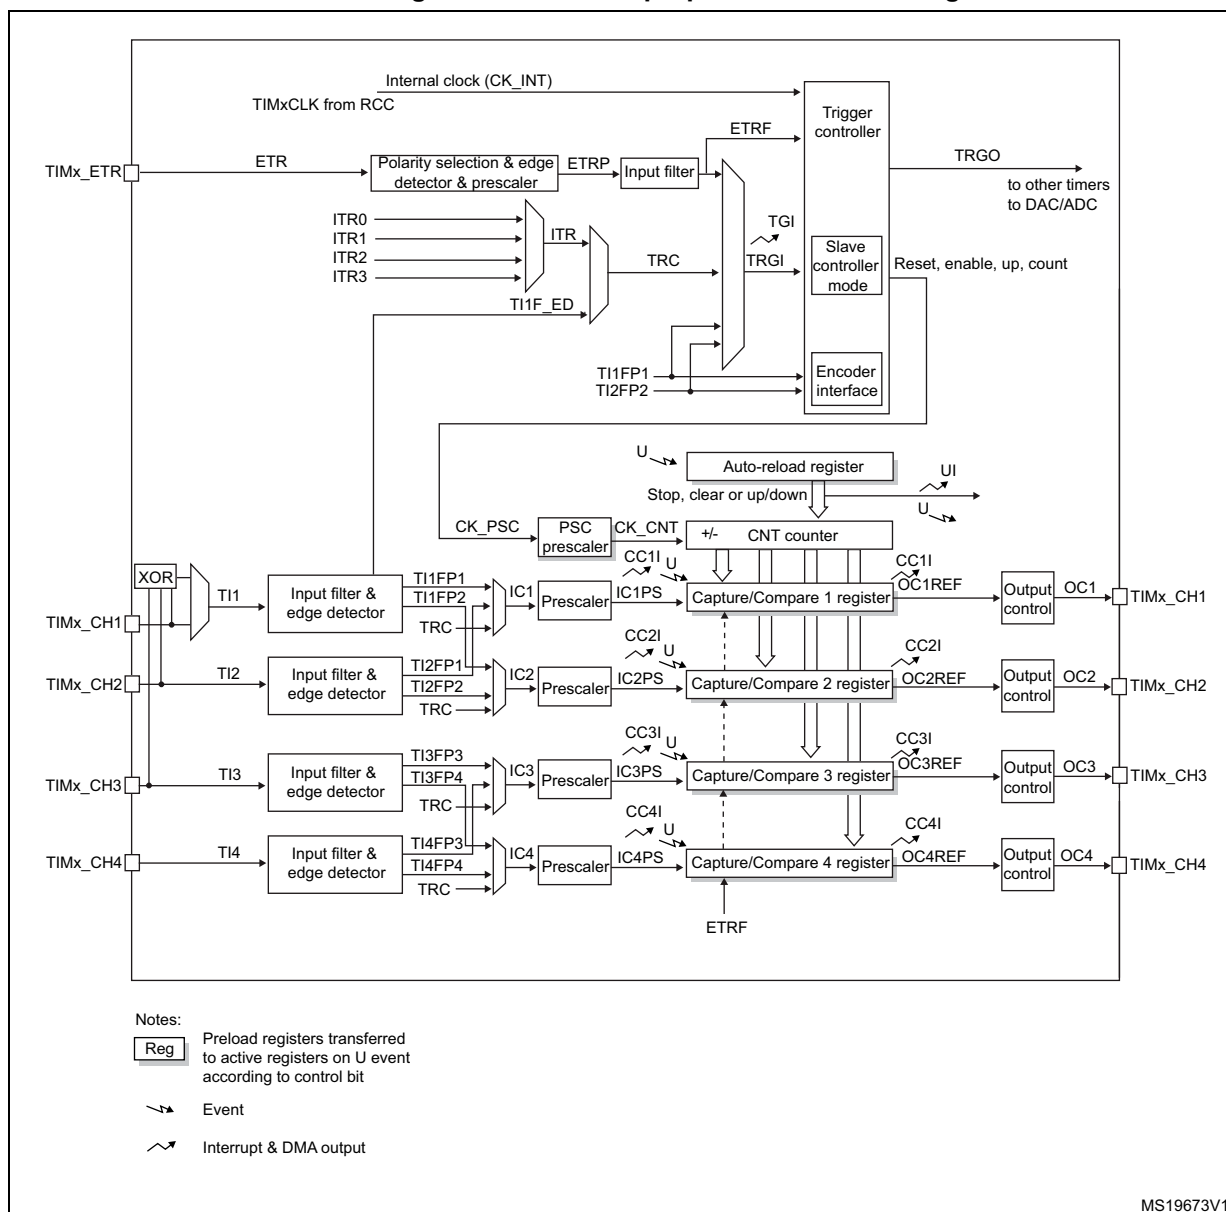 Internal clock (CK_INT)
TIMxCLK from RCC
Trigger
controller
ETRF
TIMx_ETR
ETR
Polarity selection & edge
detector & prescaler
ETRP
Input filter
TRGO
to other timers
to DAC/ADC
ITR0
ITR1
ITR2
ITR3
ITR
TRC
TI1F_ED
TGI
TRGI
Slave
controller
mode
Reset, enable, up, count
TI1FP1
TI2FP2
Encoder
interface
U
Auto-reload register
Stop, clear or up/down
UI
U
CK_PSC
PSC
prescaler
CK_CNT
+/-
CNT counter
XOR
TI1
TIMx_CH1
Input filter &
edge detector
TI1FP1
TI1FP2
TRC
IC1
Prescaler
IC1PS
CC1I
U
Capture/Compare 1 register
CC1I
OC1REF
Output
control
OC1
TIMx_CH1
TIMx_CH2
TI2
Input filter &
edge detector
TI2FP1
TI2FP2
TRC
IC2
Prescaler
IC2PS
CC2I
U
Capture/Compare 2 register
CC2I
OC2REF
Output
control
OC2
TIMx_CH2
TIMx_CH3
TI3
Input filter &
edge detector
TI3FP3
TI3FP4
TRC
IC3
Prescaler
IC3PS
CC3I
U
Capture/Compare 3 register
CC3I
OC3REF
Output
control
OC3
TIMx_CH3
TIMx_CH4
TI4
Input filter &
edge detector
TI4FP3
TI4FP4
TRC
IC4
Prescaler
IC4PS
CC4I
U
Capture/Compare 4 register
CC4I
OC4REF
Output
control
OC4
TIMx_CH4
ETRF
Notes:
Reg
Preload registers transferred
to active registers on U event
according to control bit
Event
Interrupt & DMA output
MS19673V1